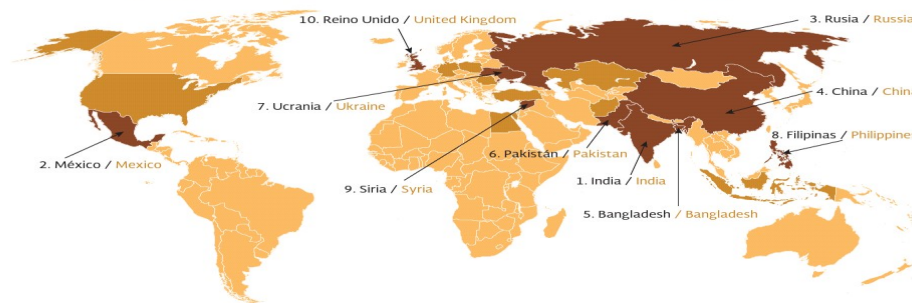 10. Reino Unido / United Kingdom
3. Rusia / Russia
7. Ucrania / Ukraine
4. China / China
2. México / Mexico
6. Pakistán / Pakistan
8. Filipinas / Philippine
9. Siria / Syria
1. India / India
5. Bangladesh / Bangladesh